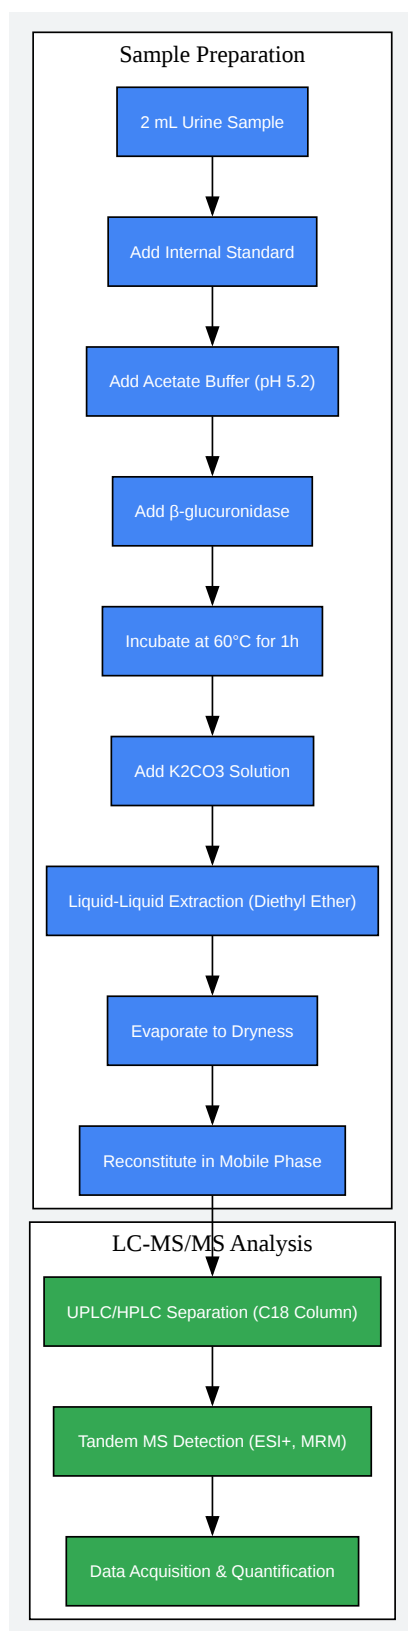 Sample Preparation
2 mL Urine Sample
Add Internal Standard
Add Acetate Buffer (pH 5.2)
Add β-glucuronidase
Incubate at 60°C for 1h
Add K2CO3 Solution
Liquid-Liquid Extraction (Diethyl Ether)
Evaporate to Dryness
Reconstitute in Mobile Phase
LC-MS/MS Analysis
UPLC/HPLC Separation (C18 Column)
Tandem MS Detection (ESI+, MRM)
Data Acquisition & Quantification